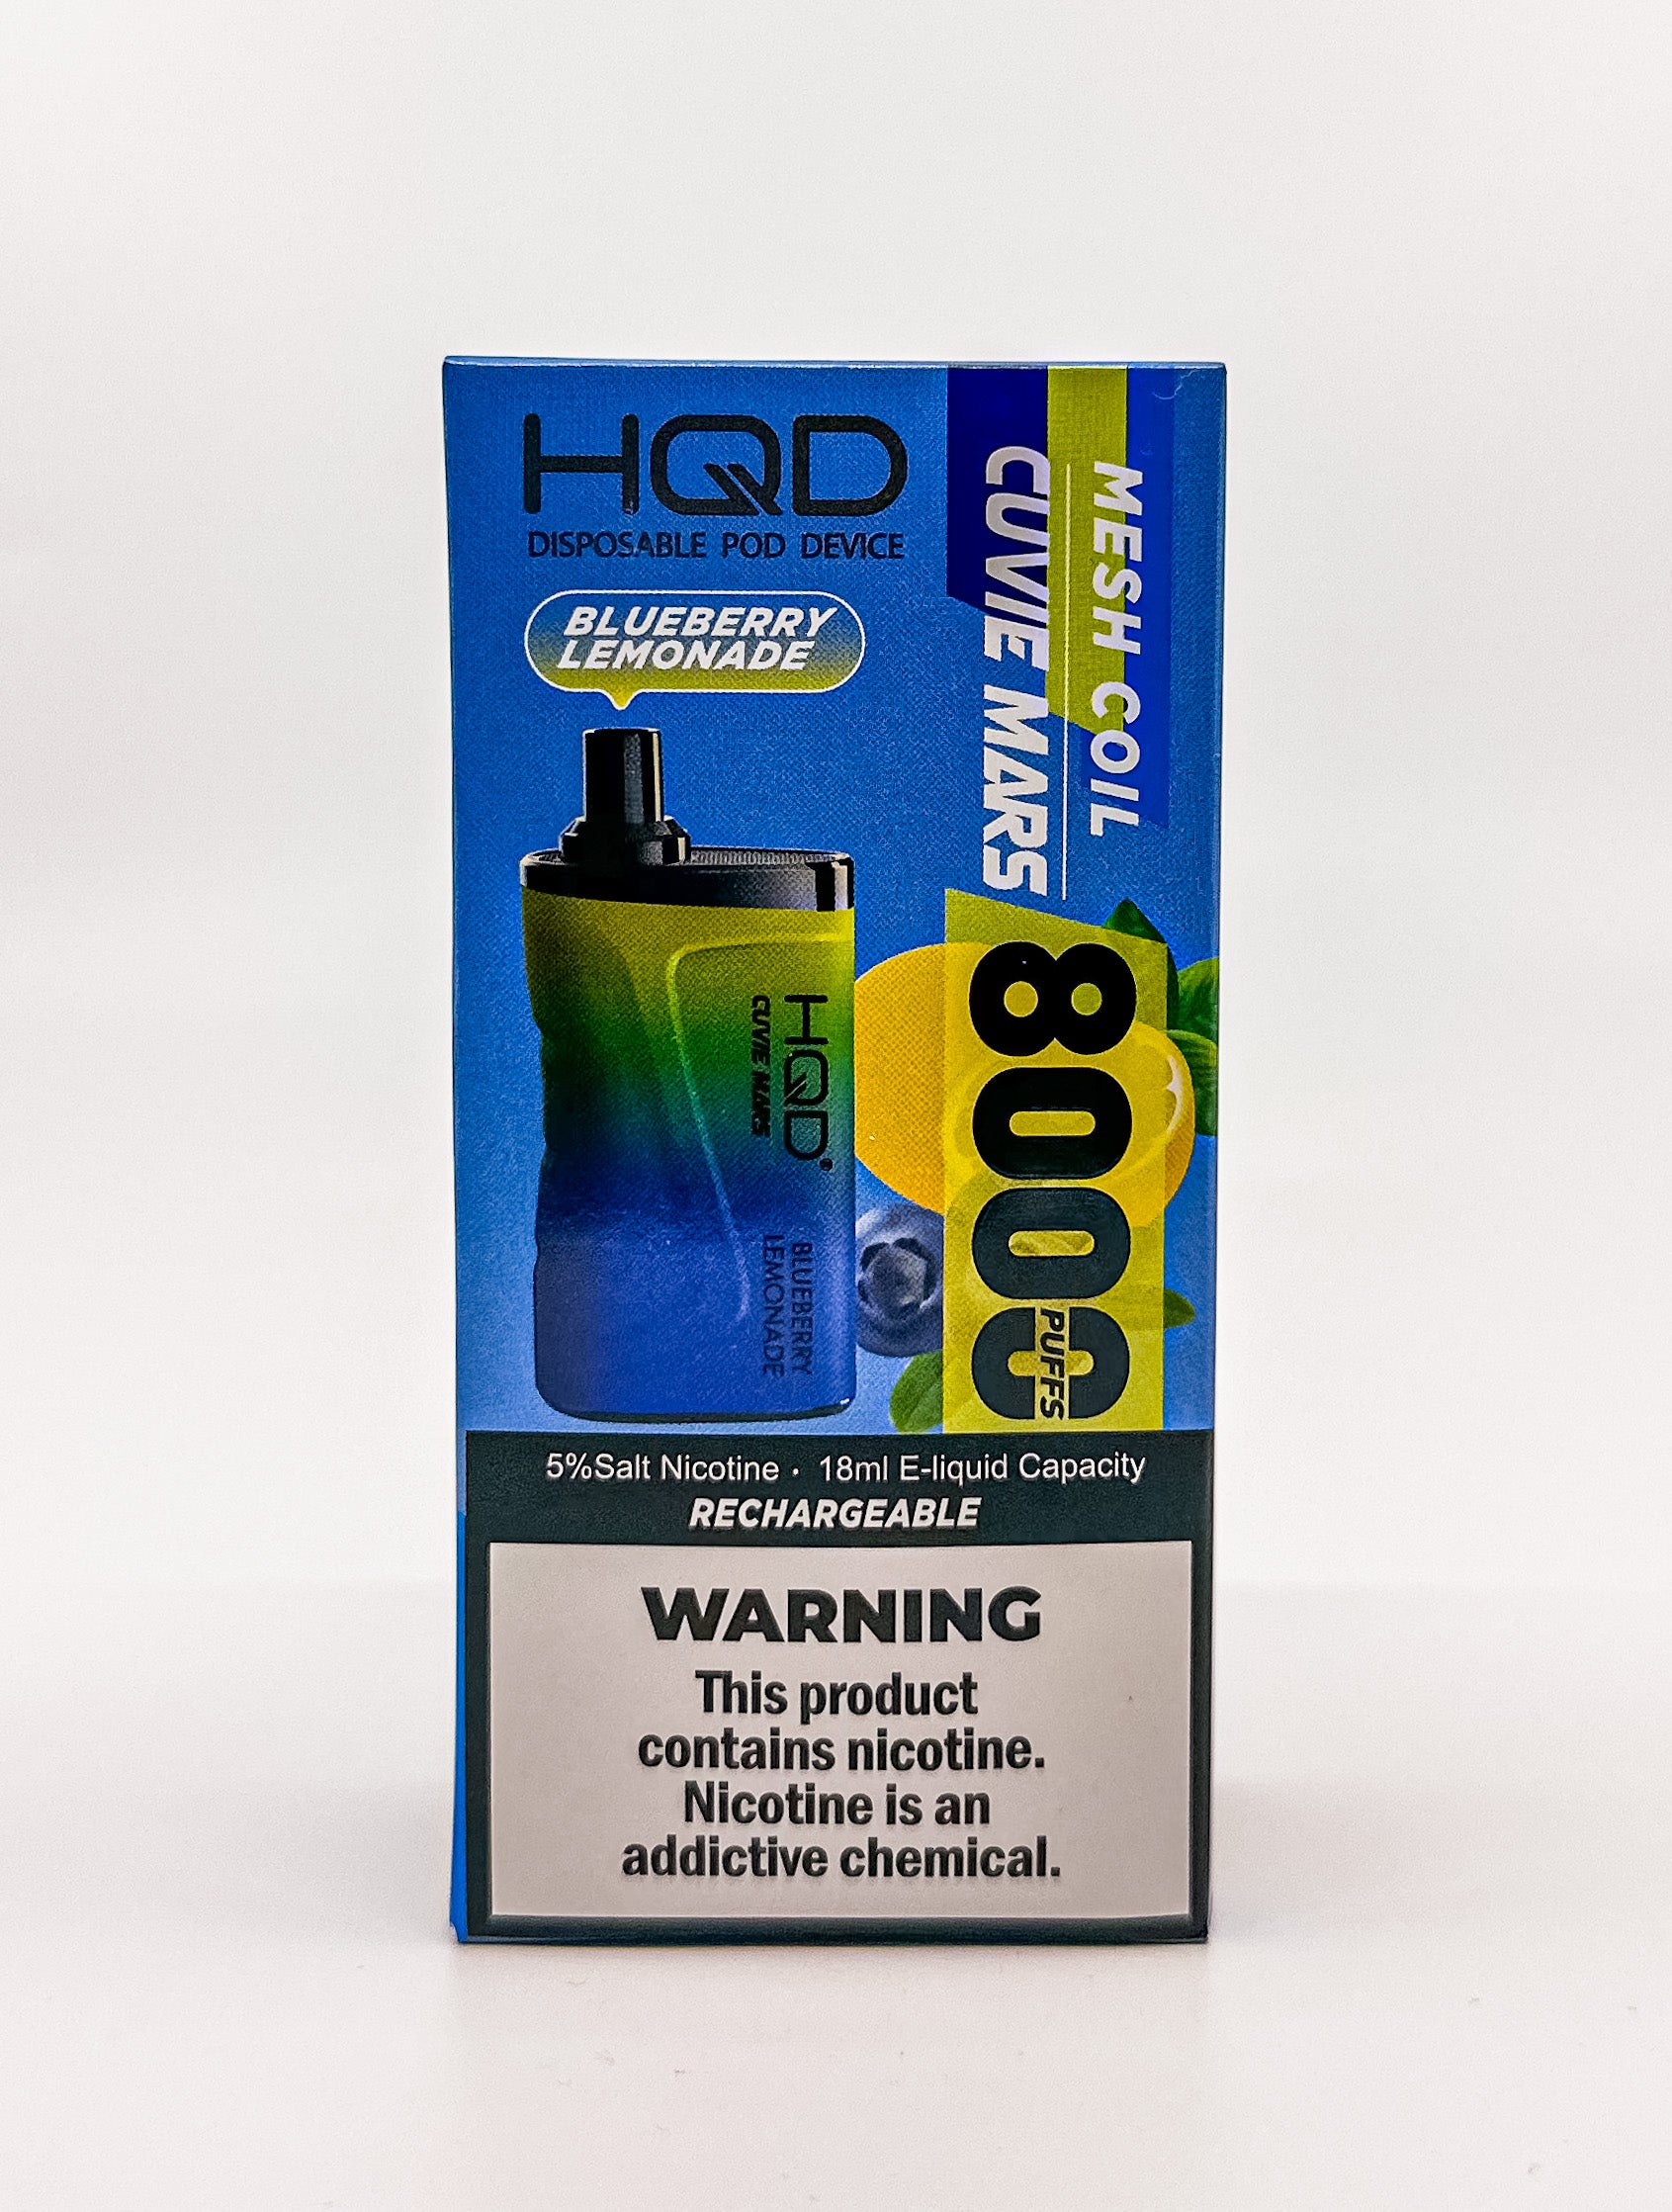 HQD
DISPOSABLE POD DEVICE
BLUEBERRY
LEMONADE
MESH COIL
CUVIE MARS
8000
PUFFS
HQD
CUVIE MARS
BLUEBERRY
LEMONADE
5%Salt Nicotine · 18ml E-liquid Capacity
RECHARGEABLE
WARNING
This product
contains nicotine.
Nicotine is an
addictive chemical.